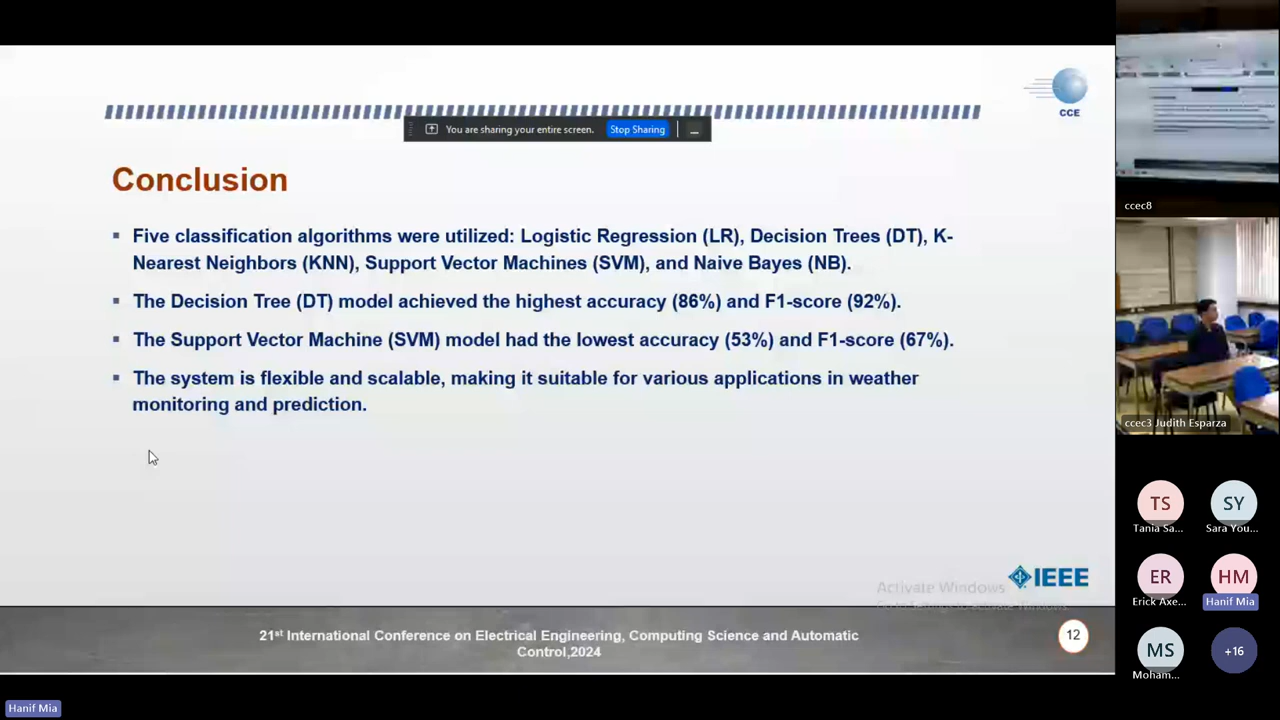 CCE
You are sharing your entire screen. Stop Sharing
Conclusion
▪ Five classification algorithms were utilized: Logistic Regression (LR), Decision Trees (DT), K-
Nearest Neighbors (KNN), Support Vector Machines (SVM), and Naive Bayes (NB).
▪ The Decision Tree (DT) model achieved the highest accuracy (86%) and F1-score (92%).
▪ The Support Vector Machine (SVM) model had the lowest accuracy (53%) and F1-score (67%).
▪ The system is flexible and scalable, making it suitable for various applications in weather
monitoring and prediction.
Activate Windows
IEEE
21st International Conference on Electrical Engineering, Computing Science and Automatic
Control,2024
12
Hanif Mia
ccec8
ccec3 Judith Esparza
TS SY
Tania Sa... Sara You...
ER HM
Erick Axe... Hanif Mia
MS +16
Moham...